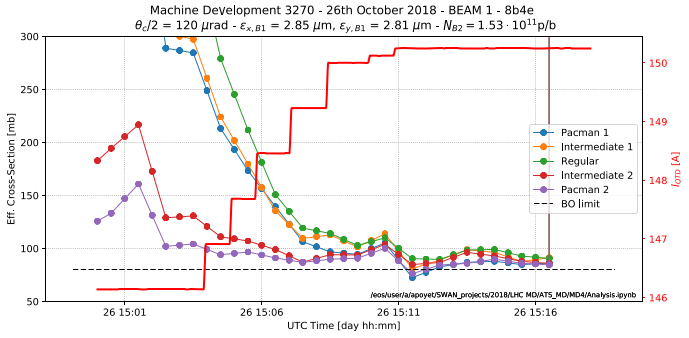 Machine Development 3270 - 26th October 2018 - BEAM 1 - 8b4e
θc/2 = 120 μrad - εx,B1 = 2.85 μm, εy,B1 = 2.81 μm - NB2 = 1.53 · 10¹¹p/b
Eff. Cross-Section [mb]
300
250
200
150
100
50
150
149
148
147
146
IOTD [A]
Pacman 1
Intermediate 1
Regular
Intermediate 2
Pacman 2
BO limit
/eos/user/a/apoyet/SWAN_projects/2018/LHC MD/ATS_MD/MD4/Analysis.ipynb
26 15:01
26 15:06
26 15:11
26 15:16
UTC Time [day hh:mm]